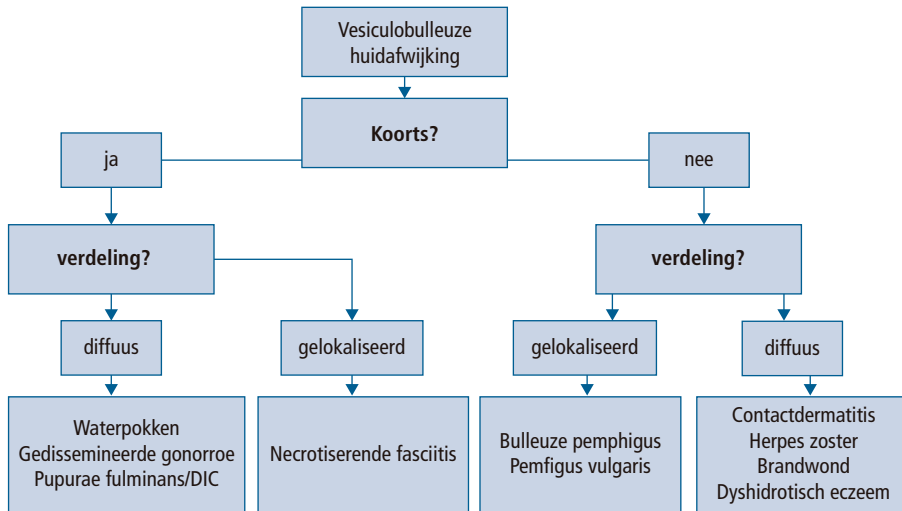 Vesiculobulleuze
huidafwijking
Koorts?
ja
nee
verdeling?
verdeling?
diffuus
gelokaliseerd
gelokaliseerd
diffuus
Waterpokken
Gedissemineerde gonorroe
Pupurae fulminans/DIC
Necrotiserende fasciitis
Bulleuze pemphigus
Pemfigus vulgaris
Contactdermatitis
Herpes zoster
Brandwond
Dyshidrotisch eczeem